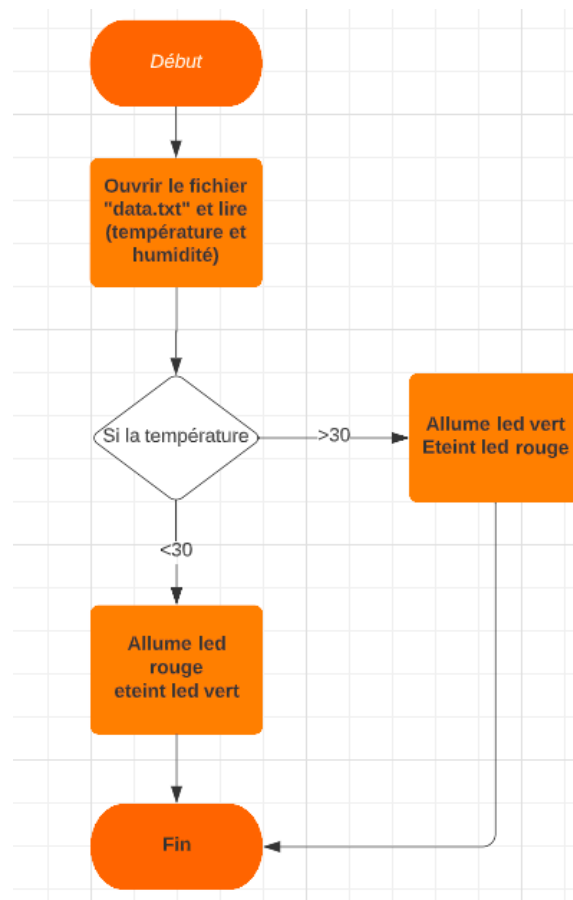 Début
Ouvrir le fichier
"data.txt" et lire
(température et
humidité)
Si la température
>30
Allume led vert
Eteint led rouge
<30
Allume led
rouge
eteint led vert
Fin